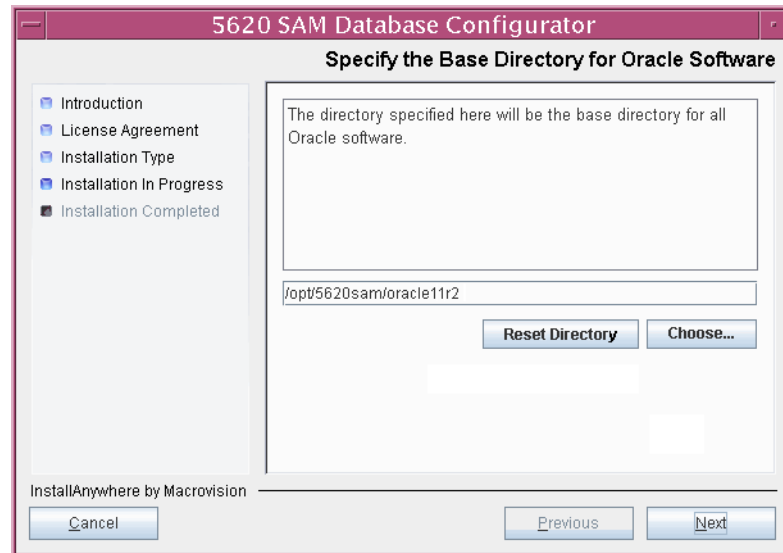 5620 SAM Database Configurator
Specify the Base Directory for Oracle Software
Introduction
License Agreement
Installation Type
Installation In Progress
Installation Completed
The directory specified here will be the base directory for all
Oracle software.
/opt/5620sam/oracle11r2
Reset Directory
Choose...
InstallAnywhere by Macrovision
Cancel
Previous
Next